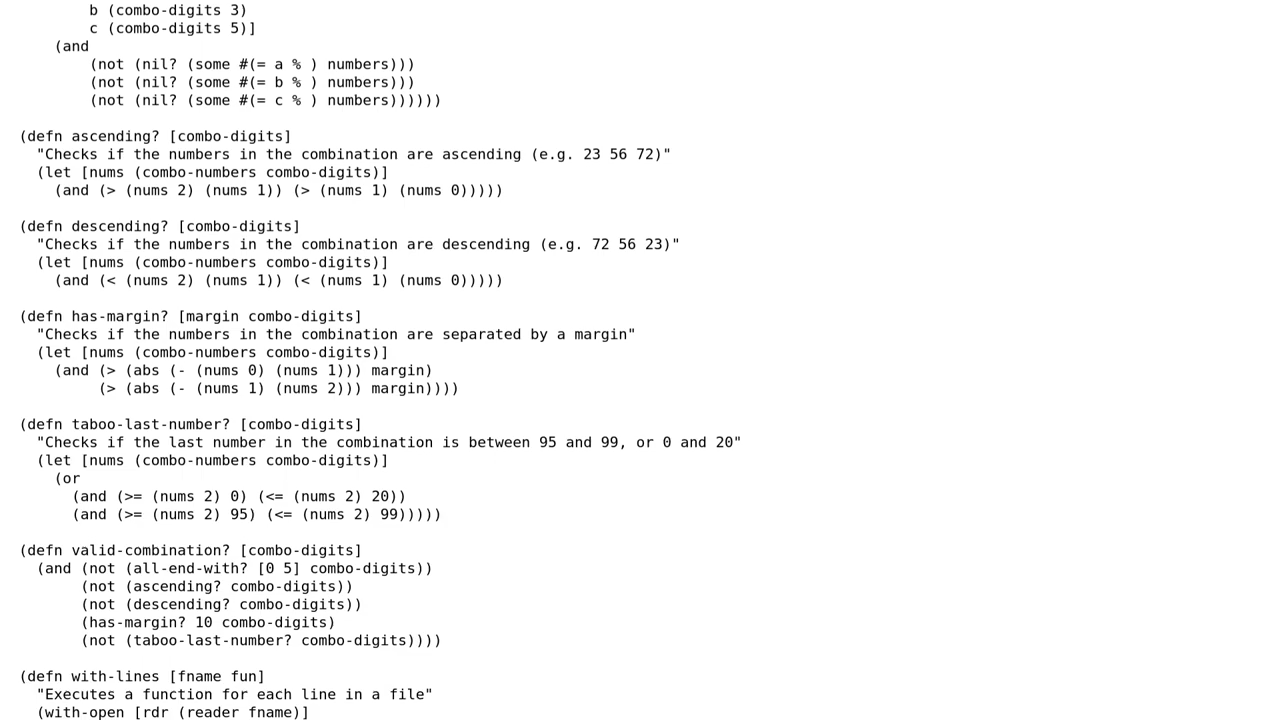 b (combo-digits 3)
        c (combo-digits 5)]
    (and
        (not (nil? (some #(= a % ) numbers)))
        (not (nil? (some #(= b % ) numbers)))
        (not (nil? (some #(= c % ) numbers))))))

(defn ascending? [combo-digits]
  "Checks if the numbers in the combination are ascending (e.g. 23 56 72)"
  (let [nums (combo-numbers combo-digits)]
    (and (> (nums 2) (nums 1)) (> (nums 1) (nums 0)))))

(defn descending? [combo-digits]
  "Checks if the numbers in the combination are descending (e.g. 72 56 23)"
  (let [nums (combo-numbers combo-digits)]
    (and (< (nums 2) (nums 1)) (< (nums 1) (nums 0)))))

(defn has-margin? [margin combo-digits]
  "Checks if the numbers in the combination are separated by a margin"
  (let [nums (combo-numbers combo-digits)]
    (and (> (abs (- (nums 0) (nums 1))) margin)
         (> (abs (- (nums 1) (nums 2))) margin))))

(defn taboo-last-number? [combo-digits]
  "Checks if the last number in the combination is between 95 and 99, or 0 and 20"
  (let [nums (combo-numbers combo-digits)]
    (or
      (and (>= (nums 2) 0) (<= (nums 2) 20))
      (and (>= (nums 2) 95) (<= (nums 2) 99)))))

(defn valid-combination? [combo-digits]
  (and (not (all-end-with? [0 5] combo-digits))
       (not (ascending? combo-digits))
       (not (descending? combo-digits))
       (has-margin? 10 combo-digits)
       (not (taboo-last-number? combo-digits))))

(defn with-lines [fname fun]
  "Executes a function for each line in a file"
  (with-open [rdr (reader fname)]